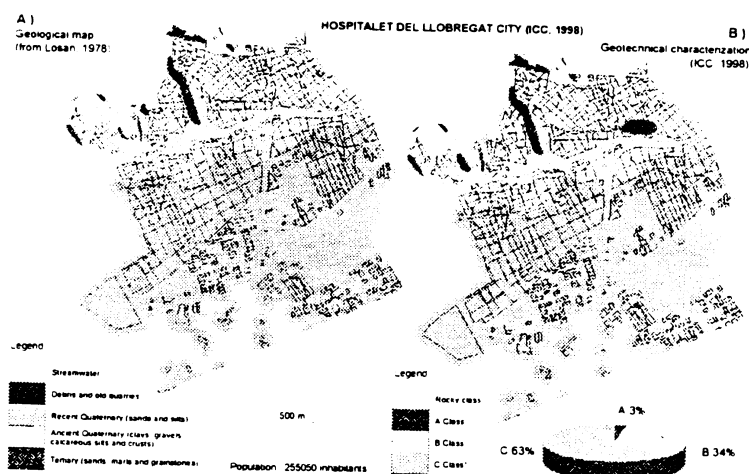 HOSPITALET DEL LLOBREGAT CITY (ICC, 1998)
A )
Geological map
(from Losan, 1978)
B )
Geotechnical characterization
(ICC, 1998)
Legend
Streamwater
Debris and old quarries
Recent Quaternary (sands and silts)
Ancient Quaternary (clays, gravels,
calcareous silts and crusts)
Tertiary (sands, marls and grainstones)
500 m
Population: 255050 inhabitants
Legend
Rocky class
A Class
B Class
C Class
A 3%
C 63%
B 34%